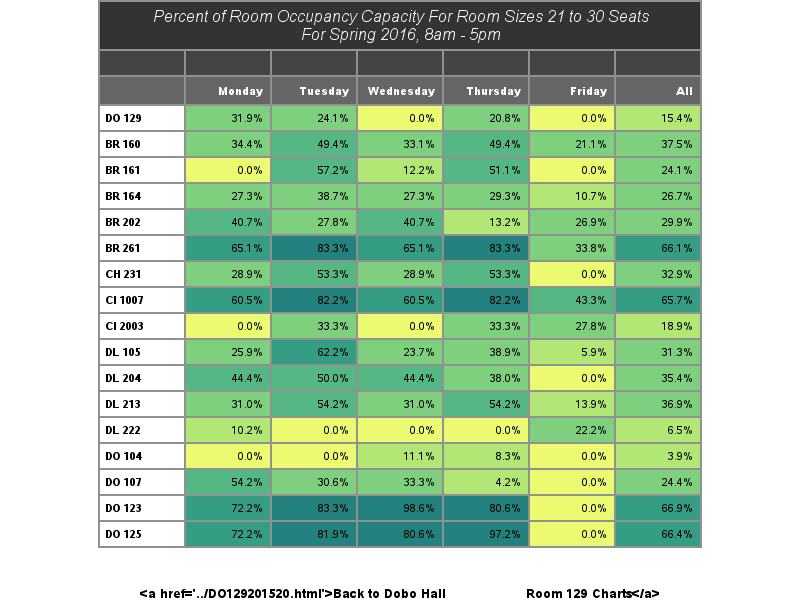 Percent of Room Occupancy Capacity For Room Sizes 21 to 30 Seats
For Spring 2016, 8am - 5pm
Monday Tuesday Wednesday Thursday Friday All
DO 129 31.9% 24.1% 0.0% 20.8% 0.0% 15.4%
BR 160 34.4% 49.4% 33.1% 49.4% 21.1% 37.5%
BR 161 0.0% 57.2% 12.2% 51.1% 0.0% 24.1%
BR 164 27.3% 38.7% 27.3% 29.3% 10.7% 26.7%
BR 202 40.7% 27.8% 40.7% 13.2% 26.9% 29.9%
BR 261 65.1% 83.3% 65.1% 83.3% 33.8% 66.1%
CH 231 28.9% 53.3% 28.9% 53.3% 0.0% 32.9%
CI 1007 60.5% 82.2% 60.5% 82.2% 43.3% 65.7%
CI 2003 0.0% 33.3% 0.0% 33.3% 27.8% 18.9%
DL 105 25.9% 62.2% 23.7% 38.9% 5.9% 31.3%
DL 204 44.4% 50.0% 44.4% 38.0% 0.0% 35.4%
DL 213 31.0% 54.2% 31.0% 54.2% 13.9% 36.9%
DL 222 10.2% 0.0% 0.0% 0.0% 22.2% 6.5%
DO 104 0.0% 0.0% 11.1% 8.3% 0.0% 3.9%
DO 107 54.2% 30.6% 33.3% 4.2% 0.0% 24.4%
DO 123 72.2% 83.3% 98.6% 80.6% 0.0% 66.9%
DO 125 72.2% 81.9% 80.6% 97.2% 0.0% 66.4%
<a href='../DO129201520.html'>Back to Dobo Hall Room 129 Charts</a>